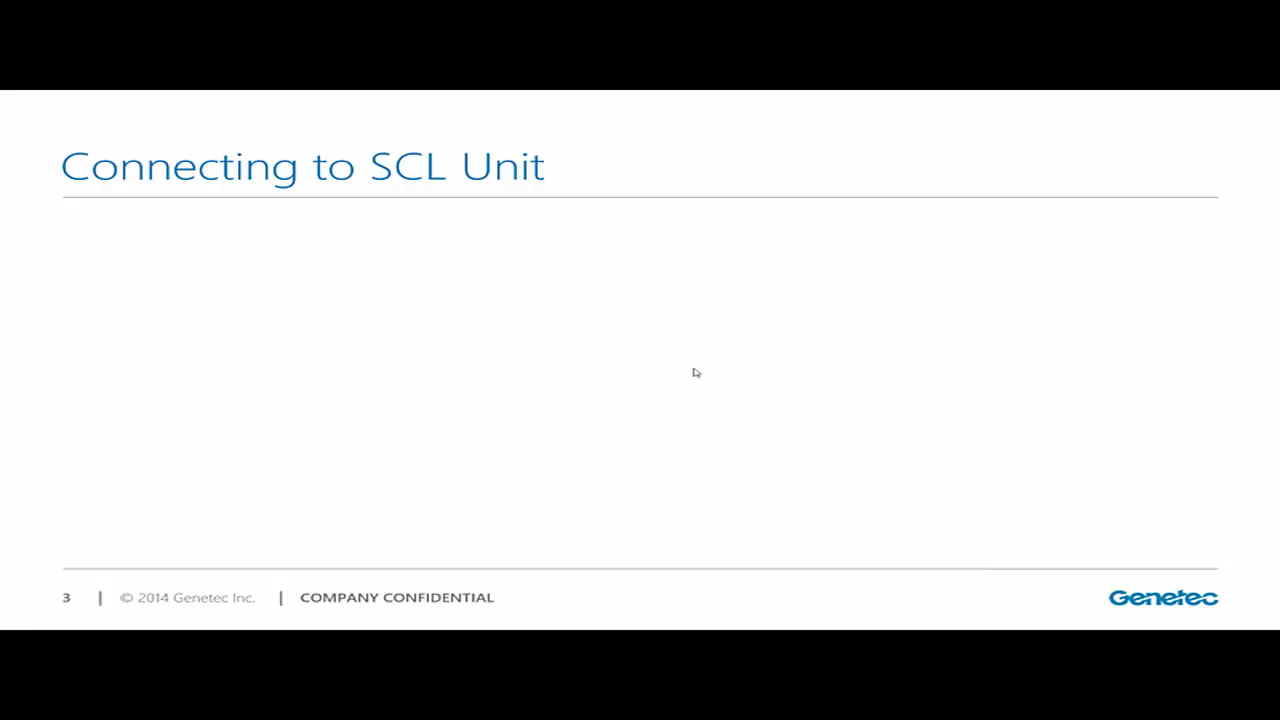 Connecting to SCL Unit
3 | © 2014 Genetec Inc. | COMPANY CONFIDENTIAL Genetec